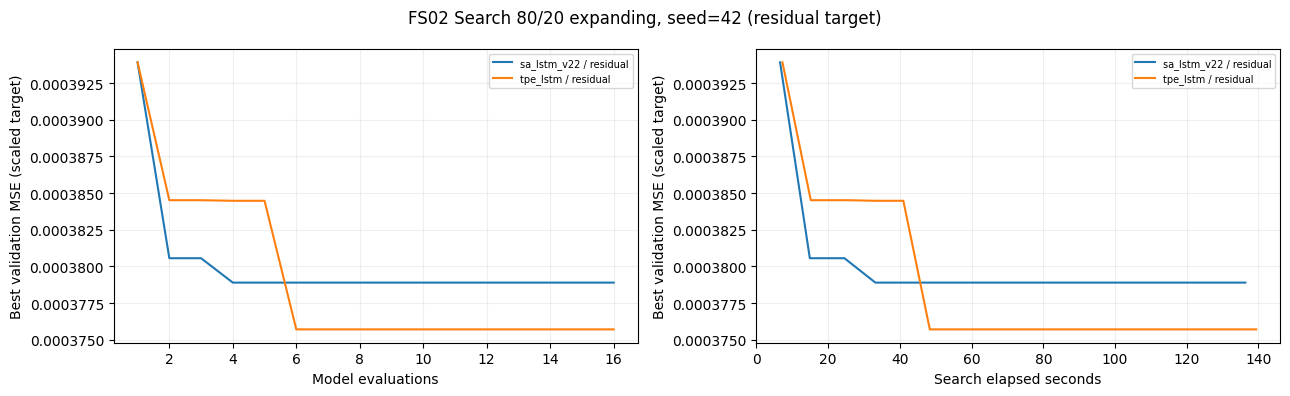 FS02 Search 80/20 expanding, seed=42 (residual target)
Best validation MSE (scaled target)
0.0003925
0.0003900
0.0003875
0.0003850
0.0003825
0.0003800
0.0003775
0.0003750
sa_lstm_v22 / residual
tpe_lstm / residual
2 4 6 8 10 12 14 16
Model evaluations
Best validation MSE (scaled target)
0.0003925
0.0003900
0.0003875
0.0003850
0.0003825
0.0003800
0.0003775
0.0003750
sa_lstm_v22 / residual
tpe_lstm / residual
0 20 40 60 80 100 120 140
Search elapsed seconds